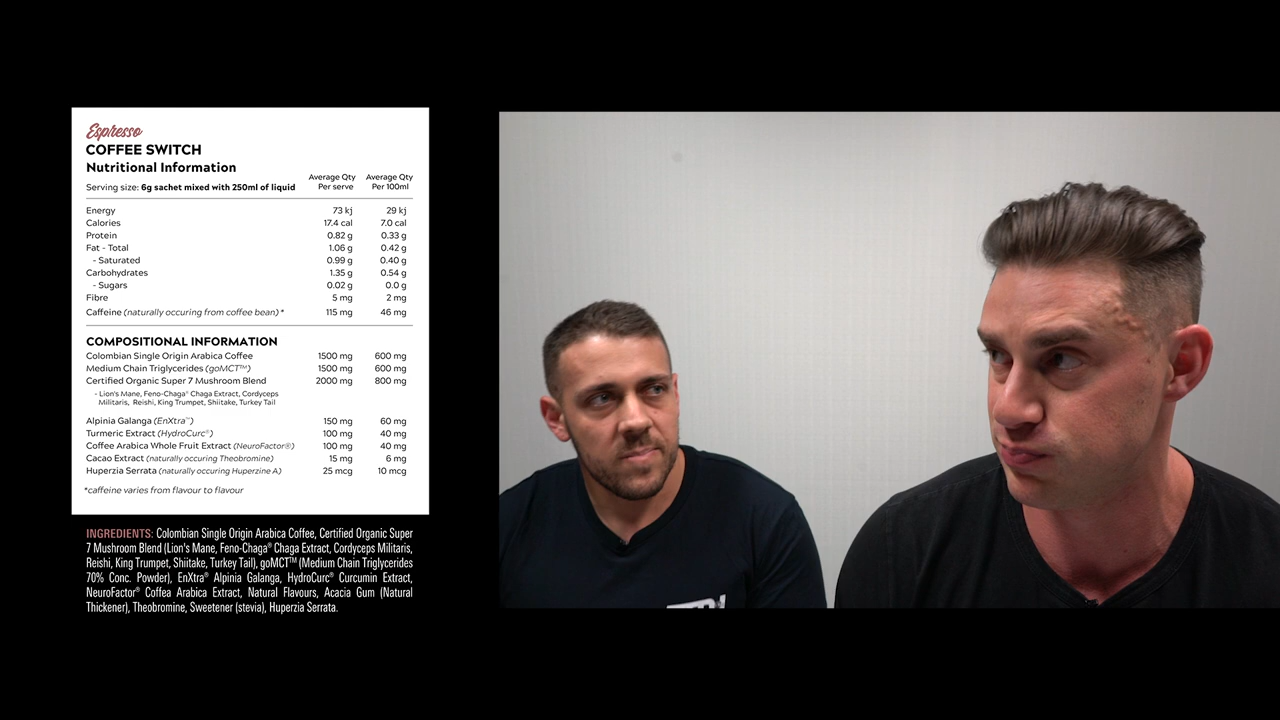 Espresso
COFFEE SWITCH
Nutritional Information
Average Qty Per serve Average Qty Per 100ml
Serving size: 6g sachet mixed with 250ml of liquid
Energy 73 kj 29 kj
Calories 17.4 cal 7.0 cal
Protein 0.82 g 0.33 g
Fat - Total 1.06 g 0.42 g
- Saturated 0.99 g 0.40 g
Carbohydrates 1.35 g 0.54 g
- Sugars 0.02 g 0.0 g
Fibre 5 mg 2 mg
Caffeine (naturally occuring from coffee bean)* 115 mg 46 mg
COMPOSITIONAL INFORMATION
Colombian Single Origin Arabica Coffee 1500 mg 600 mg
Medium Chain Triglycerides (goMCT™) 1500 mg 600 mg
Certified Organic Super 7 Mushroom Blend 2000 mg 800 mg
- Lion's Mane, Feno-Chaga® Chaga Extract, Cordyceps
Militaris, Reishi, King Trumpet, Shiitake, Turkey Tail
Alpinia Galanga (EnXtra™) 150 mg 60 mg
Turmeric Extract (HydroCurc®) 100 mg 40 mg
Coffee Arabica Whole Fruit Extract (NeuroFactor®) 100 mg 40 mg
Cacao Extract (naturally occuring Theobromine) 15 mg 6 mg
Huperzia Serrata (naturally occuring Huperzine A) 25 mcg 10 mcg
*caffeine varies from flavour to flavour
INGREDIENTS: Colombian Single Origin Arabica Coffee, Certified Organic Super
7 Mushroom Blend (Lion's Mane, Feno-Chaga® Chaga Extract, Cordyceps Militaris,
Reishi, King Trumpet, Shiitake, Turkey Tail), goMCT™ (Medium Chain Triglycerides
70% Conc. Powder), EnXtra® Alpinia Galanga, HydroCurc® Curcumin Extract,
NeuroFactor® Coffea Arabica Extract, Natural Flavours, Acacia Gum (Natural
Thickener), Theobromine, Sweetener (stevia), Huperzia Serrata.